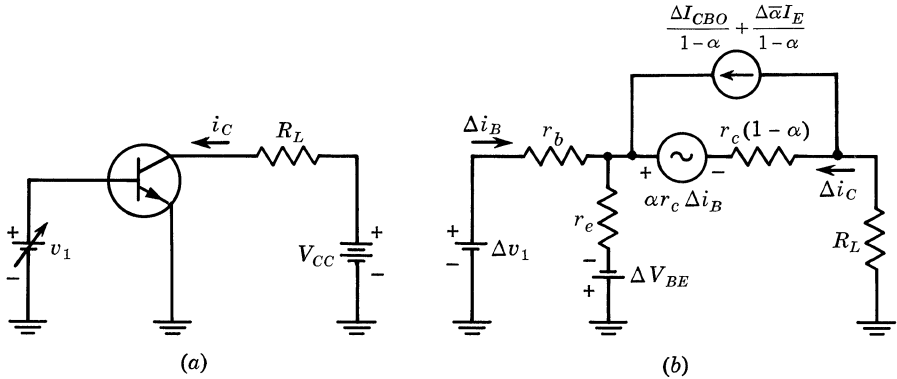 i_C
R_L
+
v_1
−
V_CC
+
−
(a)
ΔI_CBO / 1 − α + Δᾱ I_E / 1 − α
Δi_B
r_b
r_c(1 − α)
+
−
αr_c Δi_B
Δi_C
r_e
+
Δv_1
−
−
ΔV_BE
+
R_L
(b)